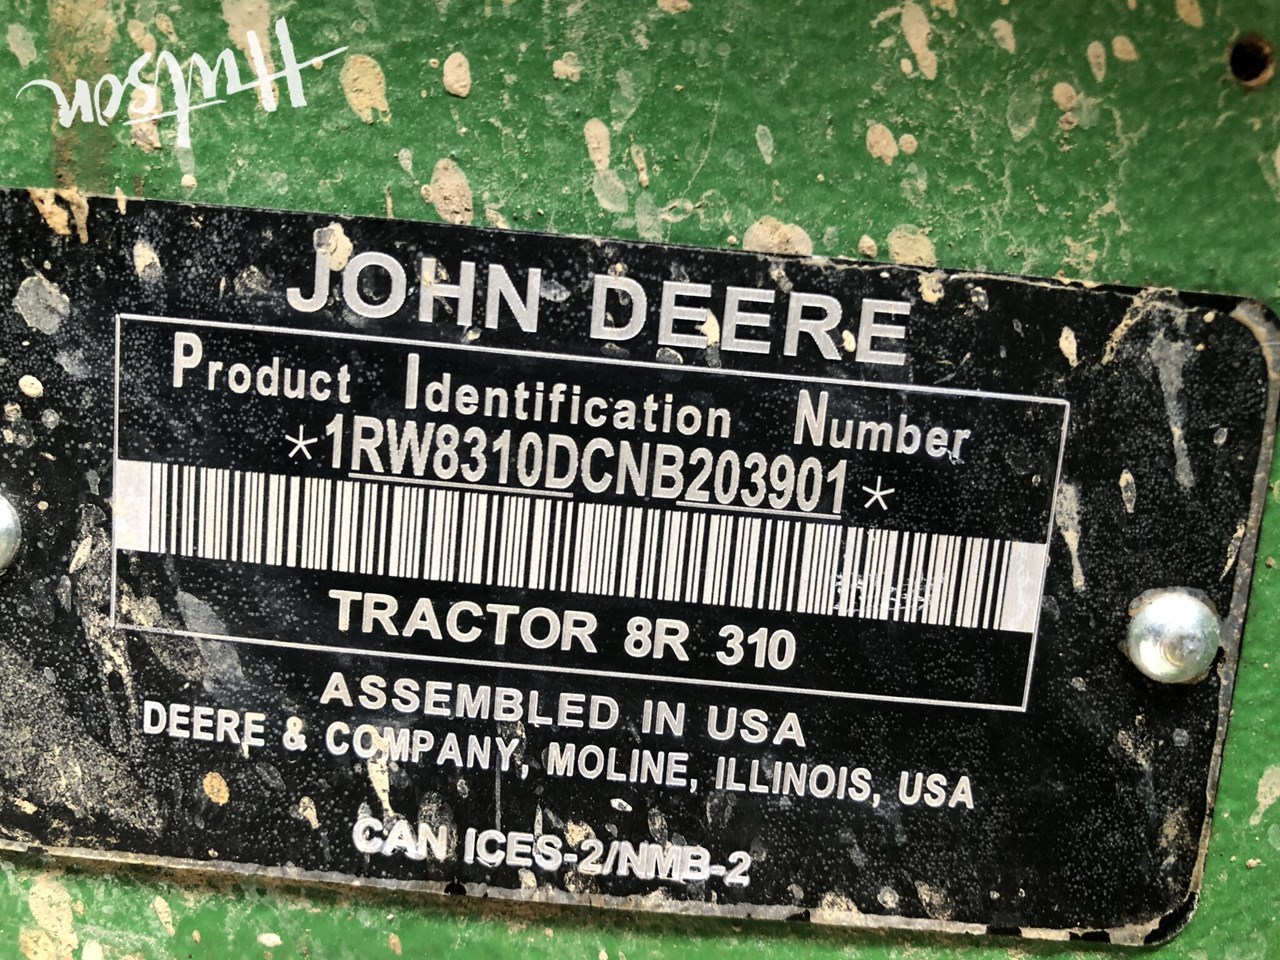 Hutson
JOHN DEERE
Product Identification Number
*1RW8310DCNB203901*
TRACTOR 8R 310
ASSEMBLED IN USA
DEERE & COMPANY, MOLINE, ILLINOIS, USA
CAN ICES-2/NMB-2